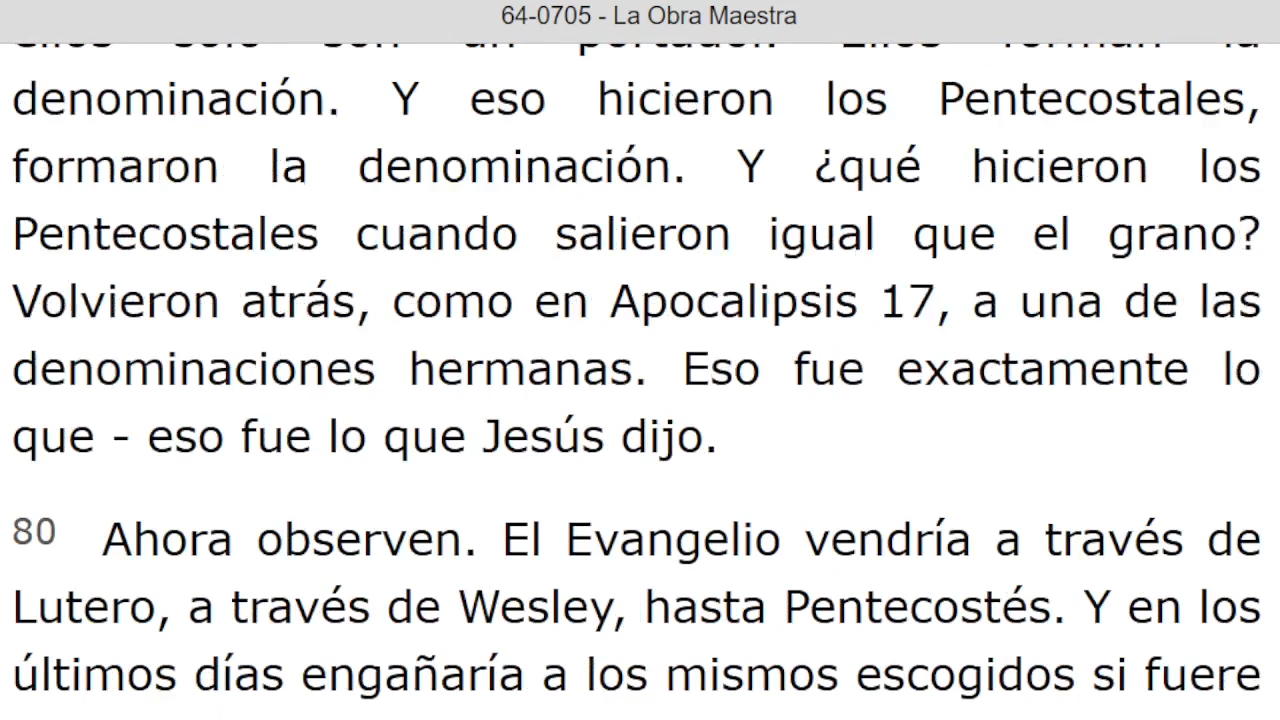 64-0705 - La Obra Maestra
denominación. Y eso hicieron los Pentecostales,
formaron la denominación. Y ¿qué hicieron los
Pentecostales cuando salieron igual que el grano?
Volvieron atrás, como en Apocalipsis 17, a una de las
denominaciones hermanas. Eso fue exactamente lo
que - eso fue lo que Jesús dijo.
80 Ahora observen. El Evangelio vendría a través de
Lutero, a través de Wesley, hasta Pentecostés. Y en los
últimos días engañaría a los mismos escogidos si fuere